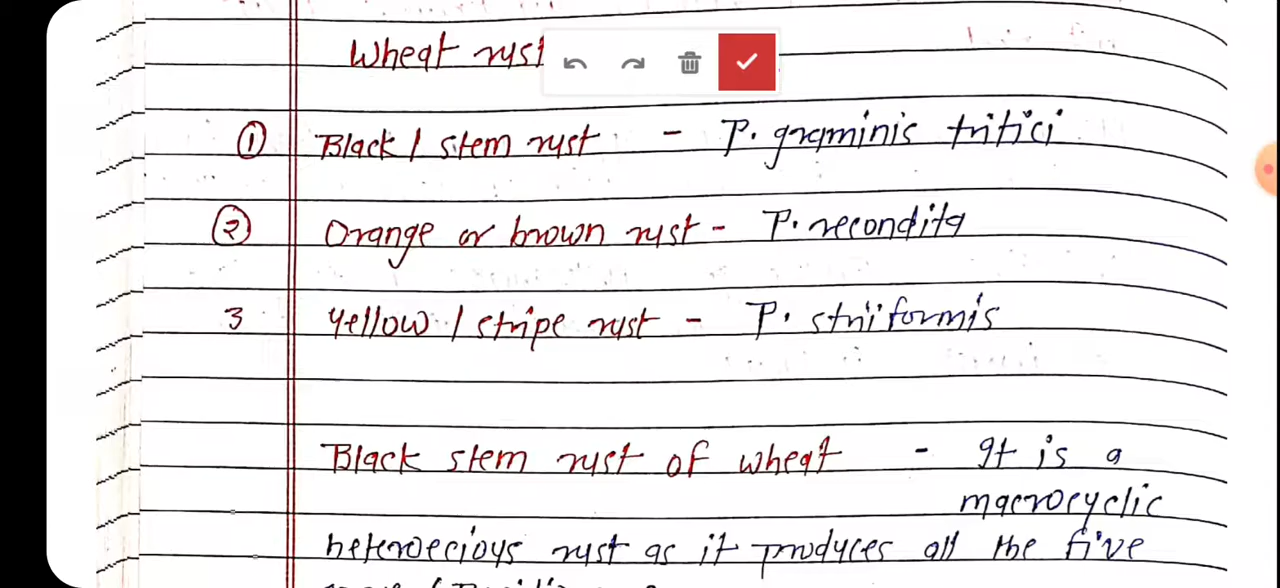 Wheat rust
① Black / stem rust - P. graminis tritici
② Orange or brown rust - P. recondita
3 Yellow / stripe rust - P. striiformis
Black stem rust of wheat - It is a
macrocyclic
heteroecious rust as it produces all the five